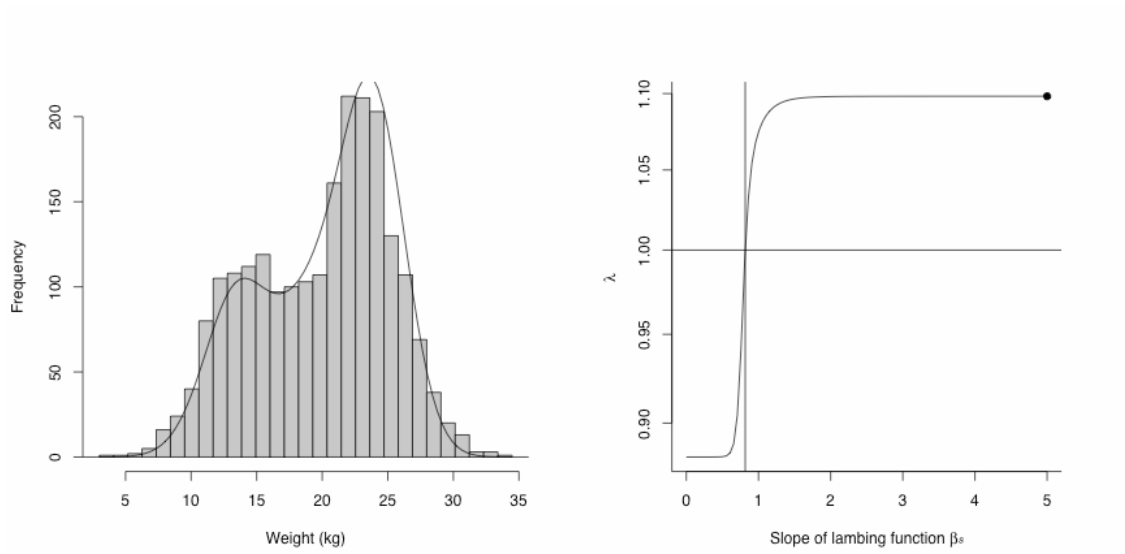 Frequency
200
150
100
50
0
5 10 15 20 25 30 35
Weight (kg)
λ
1.10
1.05
1.00
0.95
0.90
0 1 2 3 4 5
Slope of lambing function βs